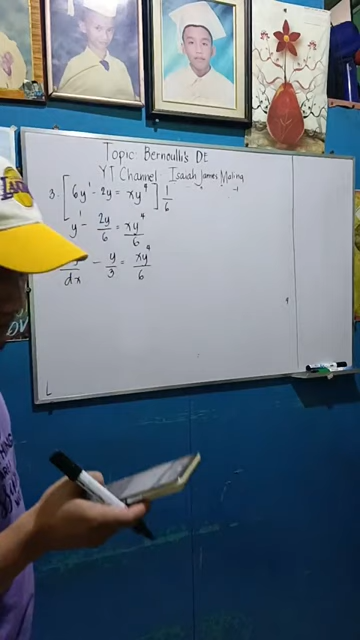 Topic: Bernoulli's DE
YT Channel: Isaiah James Maling
3. [6y' - 2y = xy⁴] 1/6
y' - 2y/6 = xy⁴/6
dx - y/3 = xy⁴/6